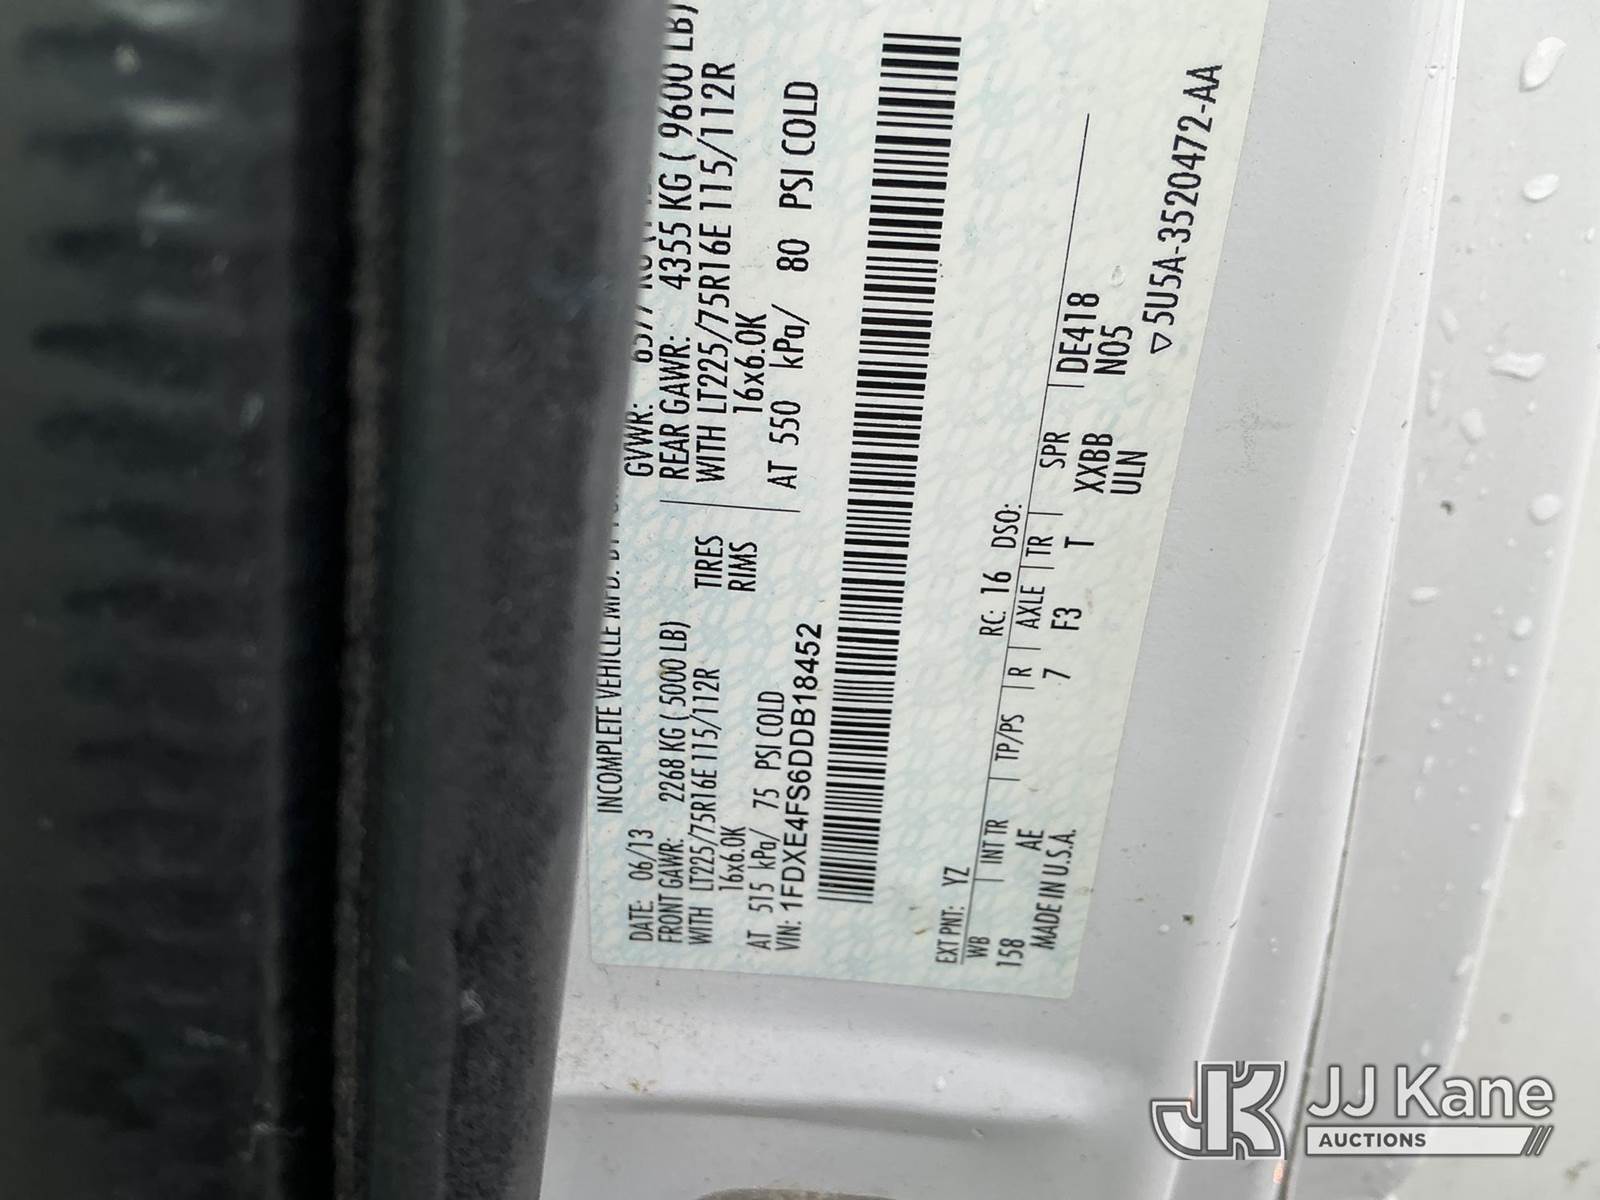 INCOMPLETE VEHICLE MFD. BY
DATE: 06/13 GVWR:
FRONT GAWR: 2268 KG ( 5000 LB) REAR GAWR: 4355 KG ( 9600 LB)
WITH LT225/75R16E 115/112R TIRES WITH LT225/75R16E 115/112R
16x6.0K RIMS 16x6.0K
AT 515 kPa/ 75 PSI COLD AT 550 kPa/ 80 PSI COLD
VIN: 1FDXE4FS6DDB18452
EXT PNT: YZ RC: 16 DSO:
WB INT TR TP/PS R AXLE TR SPR DE418
158 AE 7 F3 T XXBB N05
MADE IN U.S.A. ULN
▽5U5A-3520472-AA
JK JJ Kane
AUCTIONS